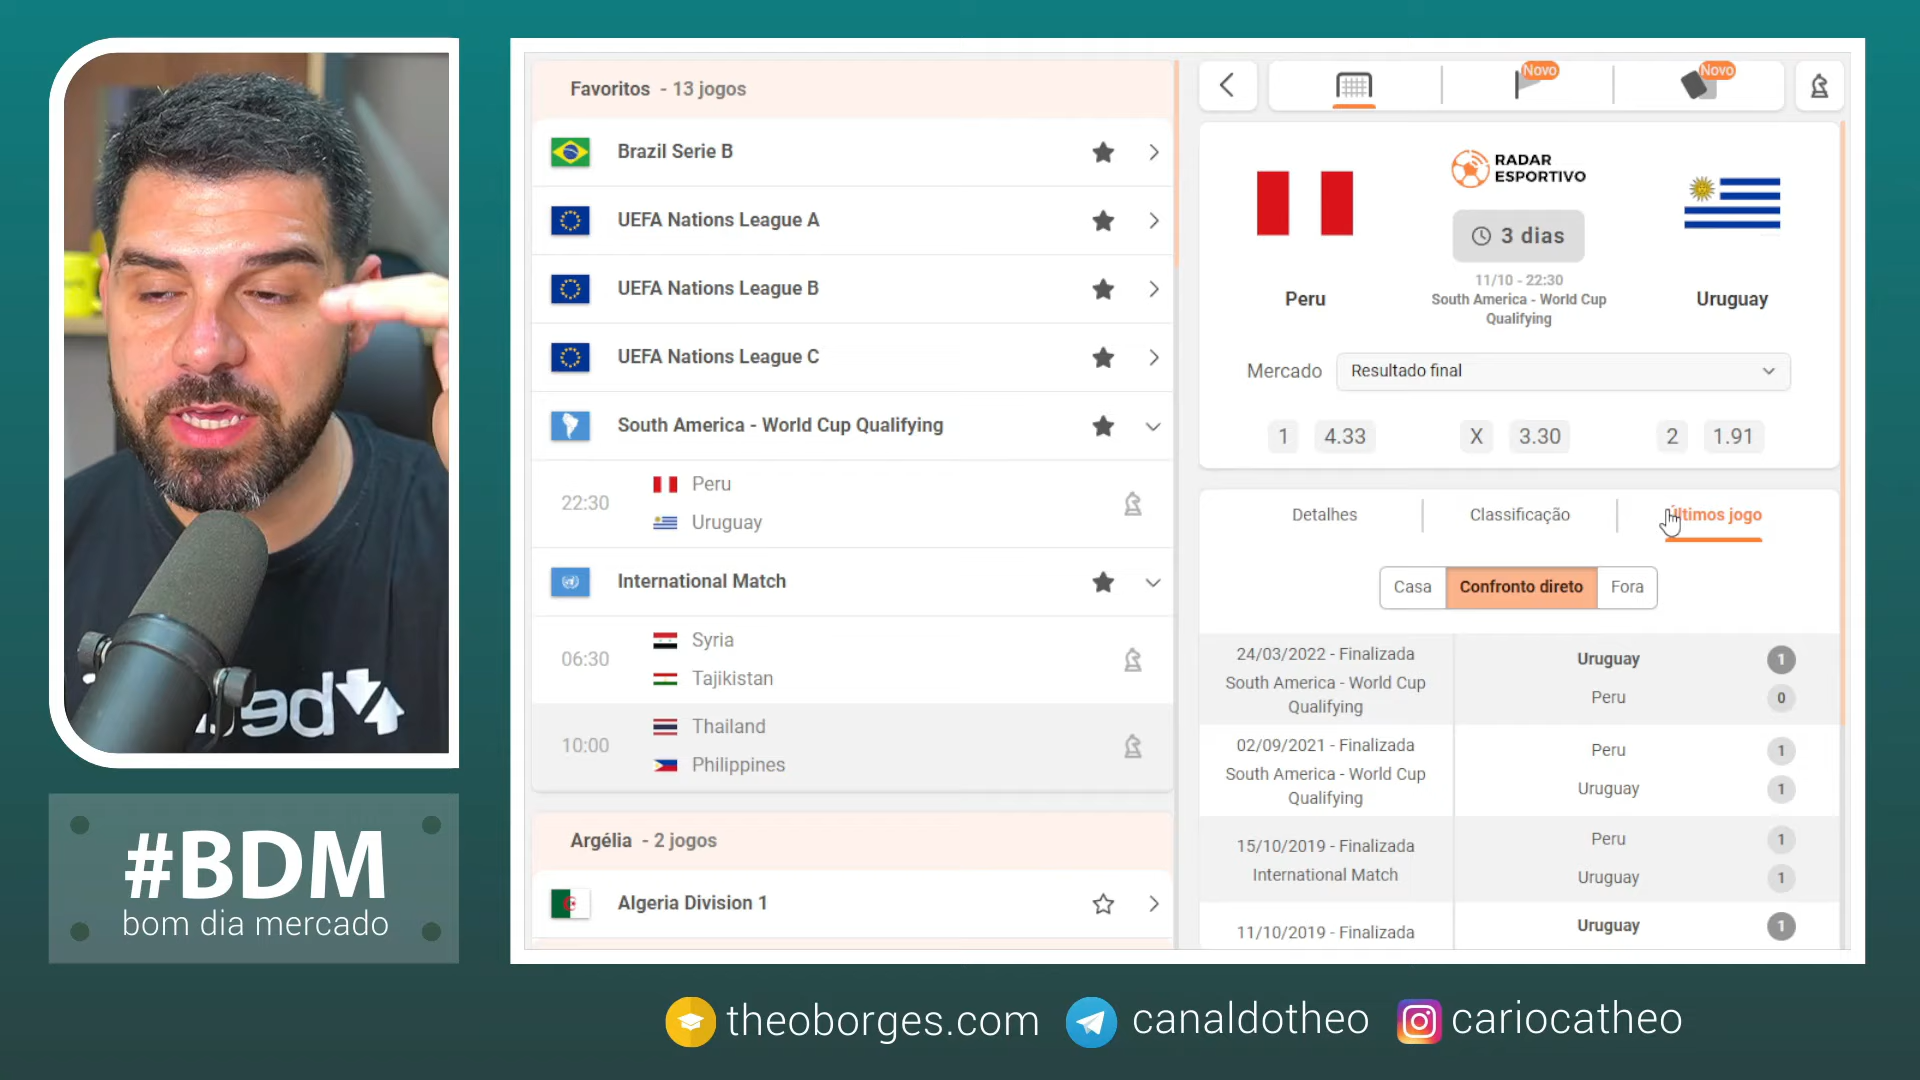 Favoritos - 13 jogos
Brazil Serie B
UEFA Nations League A
UEFA Nations League B
UEFA Nations League C
South America - World Cup Qualifying
22:30
Peru
Uruguay
International Match
06:30
Syria
Tajikistan
10:00
Thailand
Philippines
Argélia - 2 jogos
Algeria Division 1
Novo
Novo
RADAR
ESPORTIVO
3 dias
11/10 - 22:30
South America - World Cup
Qualifying
Peru
Uruguay
Mercado
Resultado final
1 4.33
X 3.30
2 1.91
Detalhes
Classificação
Últimos jogo
Casa
Confronto direto
Fora
24/03/2022 - Finalizada
South America - World Cup
Qualifying
Uruguay 1
Peru 0
02/09/2021 - Finalizada
South America - World Cup
Qualifying
Peru 1
Uruguay 1
15/10/2019 - Finalizada
International Match
Peru 1
Uruguay 1
11/10/2019 - Finalizada
Uruguay 1
#BDM
bom dia mercado
theoborges.com
canaldotheo
cariocatheo